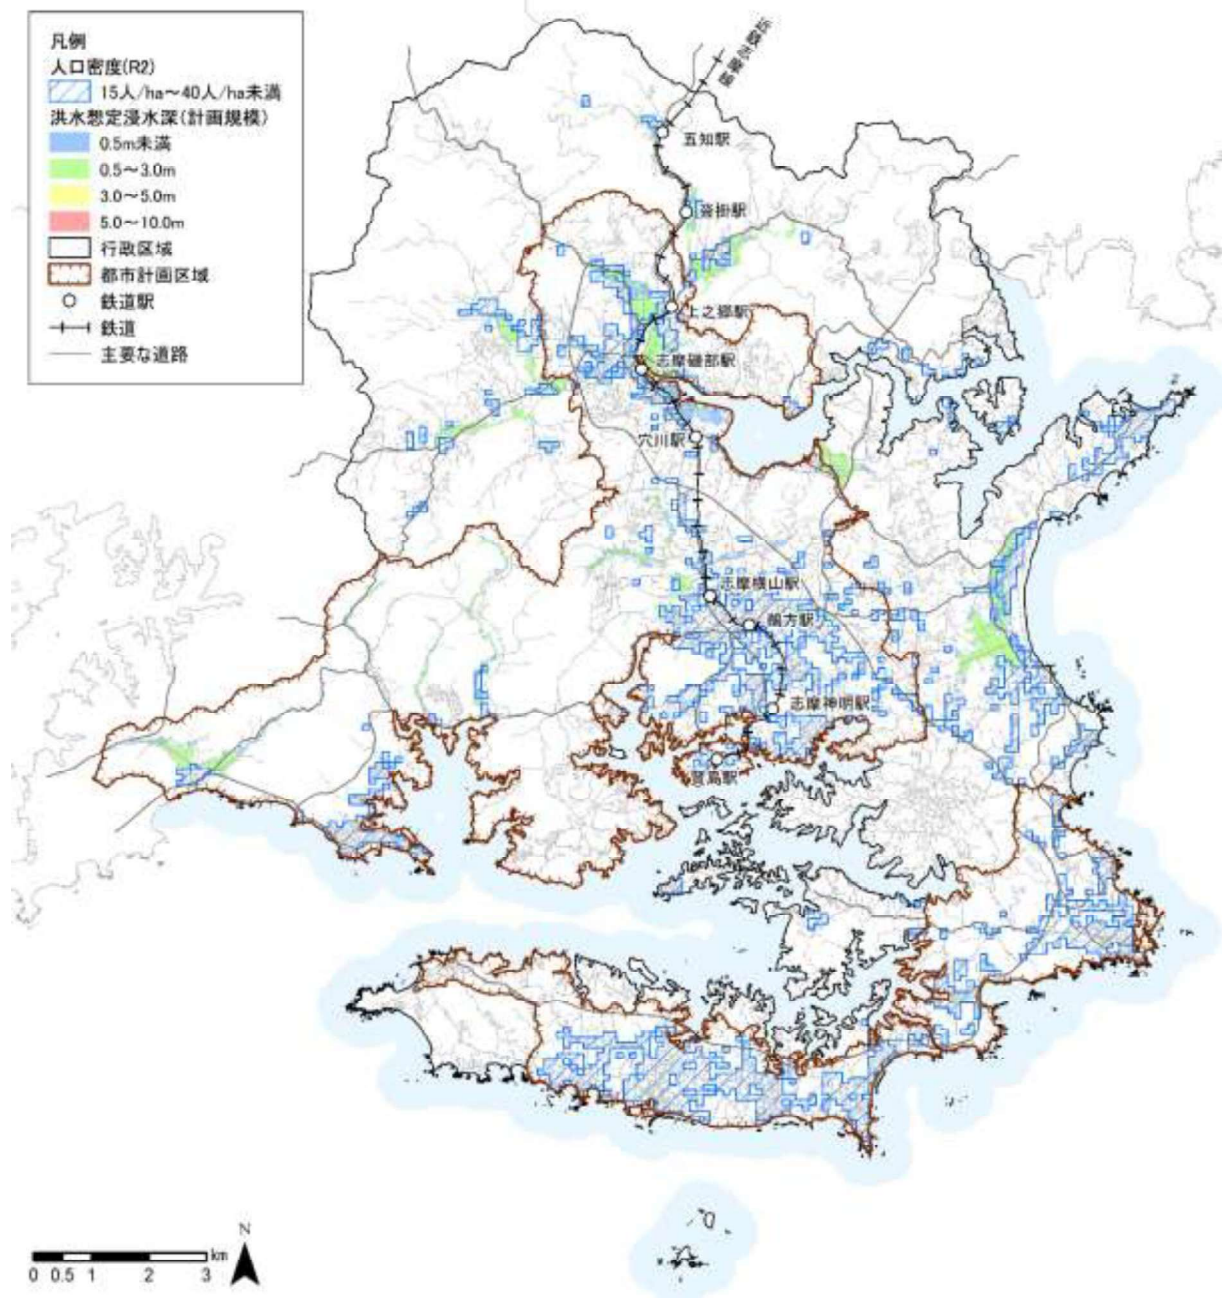 凡例
人口密度(R2)
15人/ha～40人/ha未満
洪水想定浸水深(計画規模)
0.5m未満
0.5～3.0m
3.0～5.0m
5.0～10.0m
行政区域
都市計画区域
鉄道駅
鉄道
主要な道路
近鉄志摩線
五知駅
沓掛駅
上之郷駅
志摩磯部駅
穴川駅
志摩横山駅
鵜方駅
志摩神明駅
賢島駅
N
km
0 0.5 1 2 3